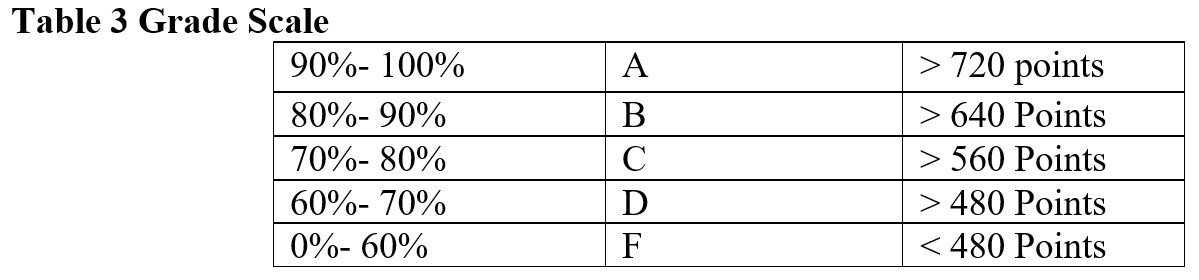 Table 3 Grade Scale
90%- 100% A > 720 points
80%- 90% B > 640 Points
70%- 80% C > 560 Points
60%- 70% D > 480 Points
0%- 60% F < 480 Points